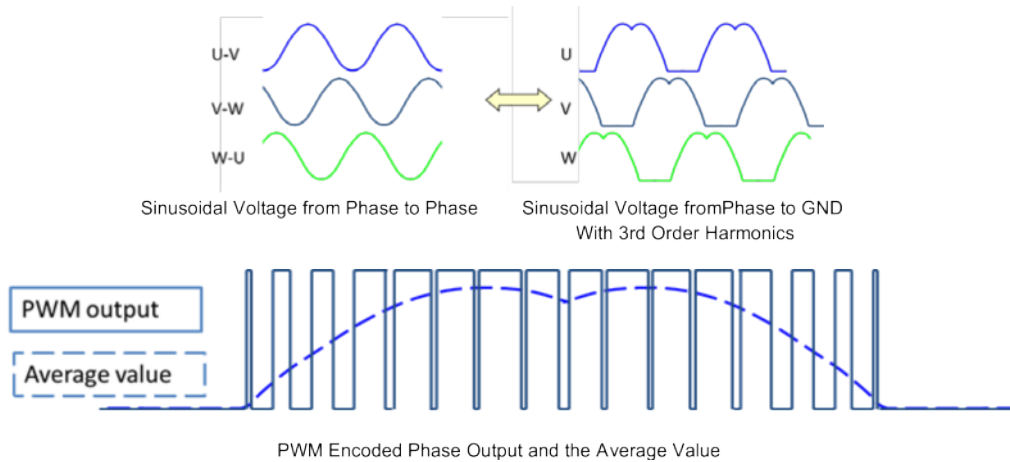 U-V
V-W
W-U
U
V
W
Sinusoidal Voltage from Phase to Phase
Sinusoidal Voltage fromPhase to GND
With 3rd Order Harmonics
PWM output
Average value
PWM Encoded Phase Output and the Average Value